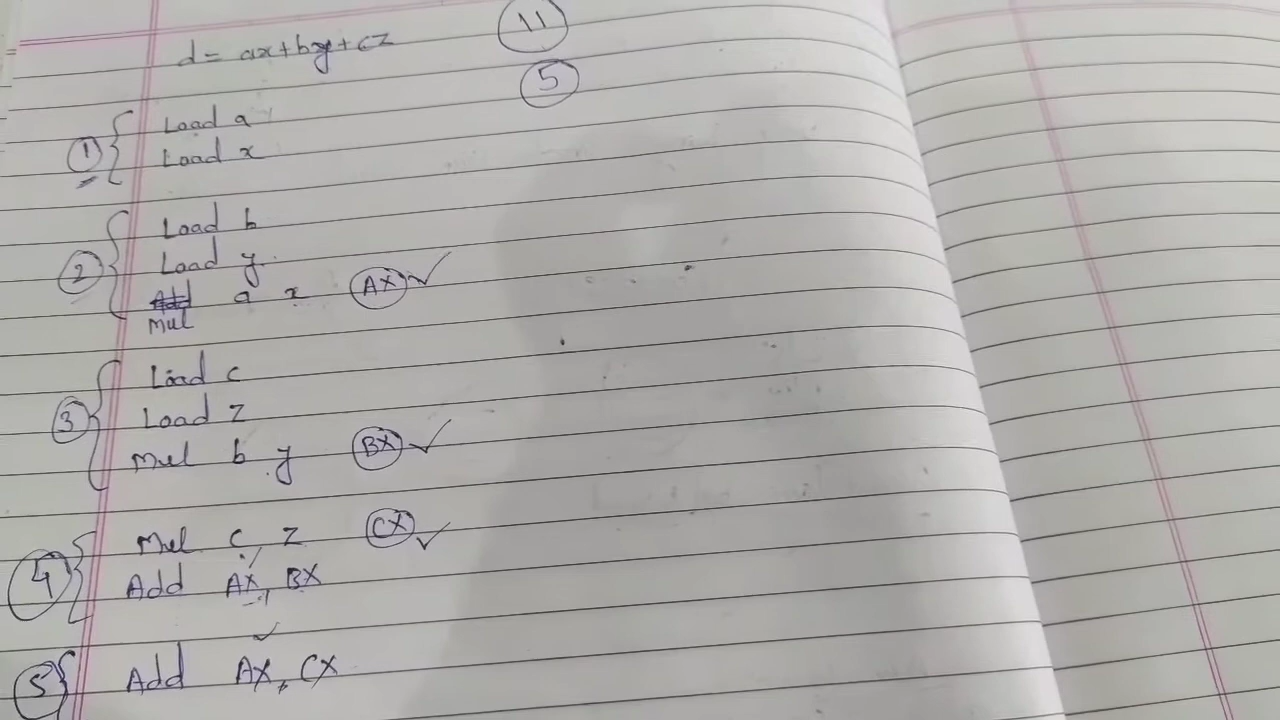 d = ax+by+cz
11
5
1 Load a
Load x
2 Load b
Load y
a x AX ✓
Mul
3 Load c
Load z
Mul b y BX ✓
4 Mul c, z CX ✓
Add AX, BX
5 Add AX, CX